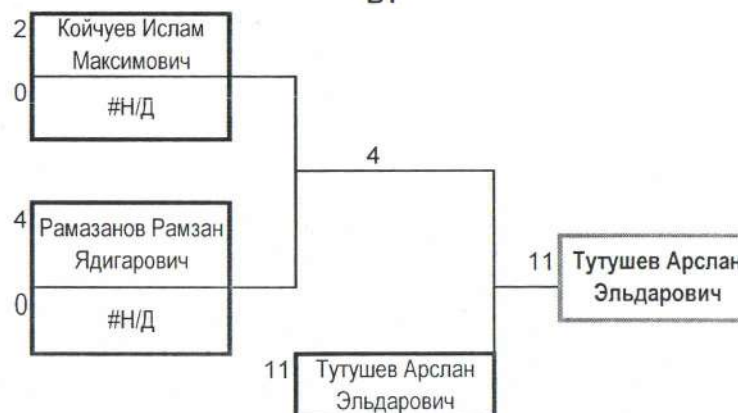 2
Койчуев Ислам
Максимович
0
#Н/Д
4
4
Рамазанов Рамзан
Ядигарович
0
#Н/Д
11
Тутушев Арслан
Эльдарович
11
Тутушев Арслан
Эльдарович